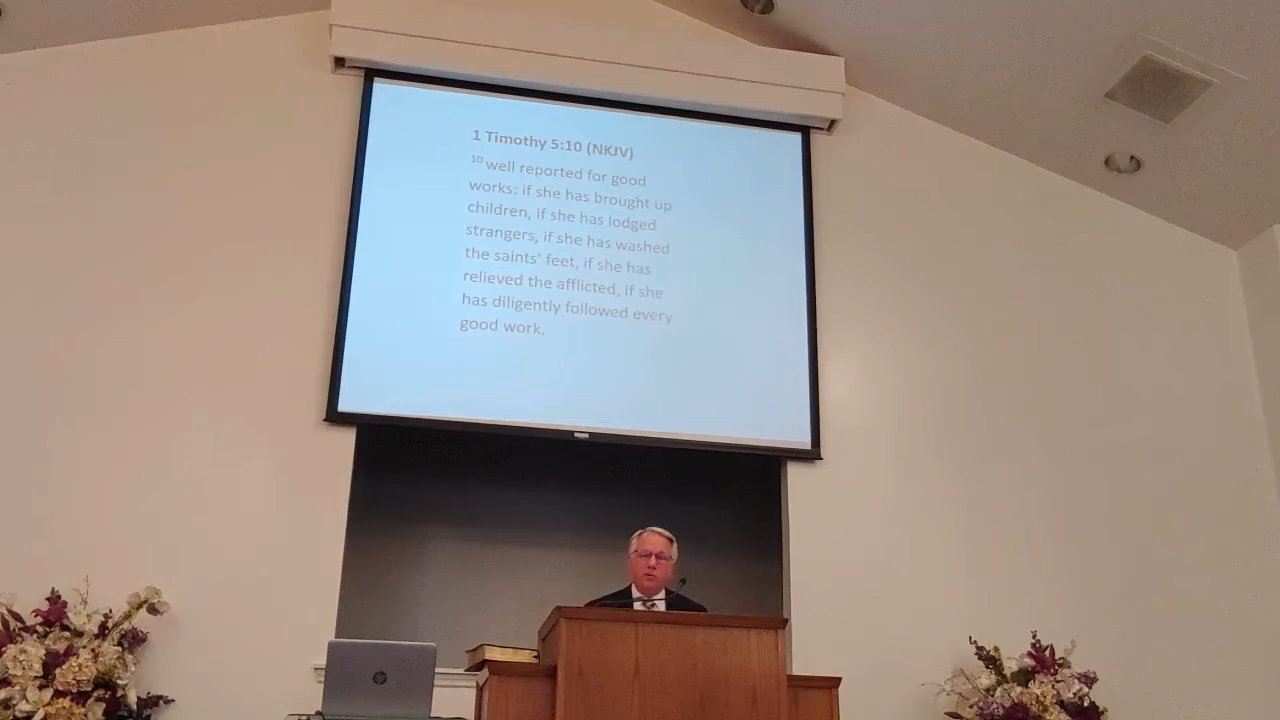 1 Timothy 5:10 (NKJV)
10 well reported for good
works: if she has brought up
children, if she has lodged
strangers, if she has washed
the saints' feet, if she has
relieved the afflicted, if she
has diligently followed every
good work.
hp